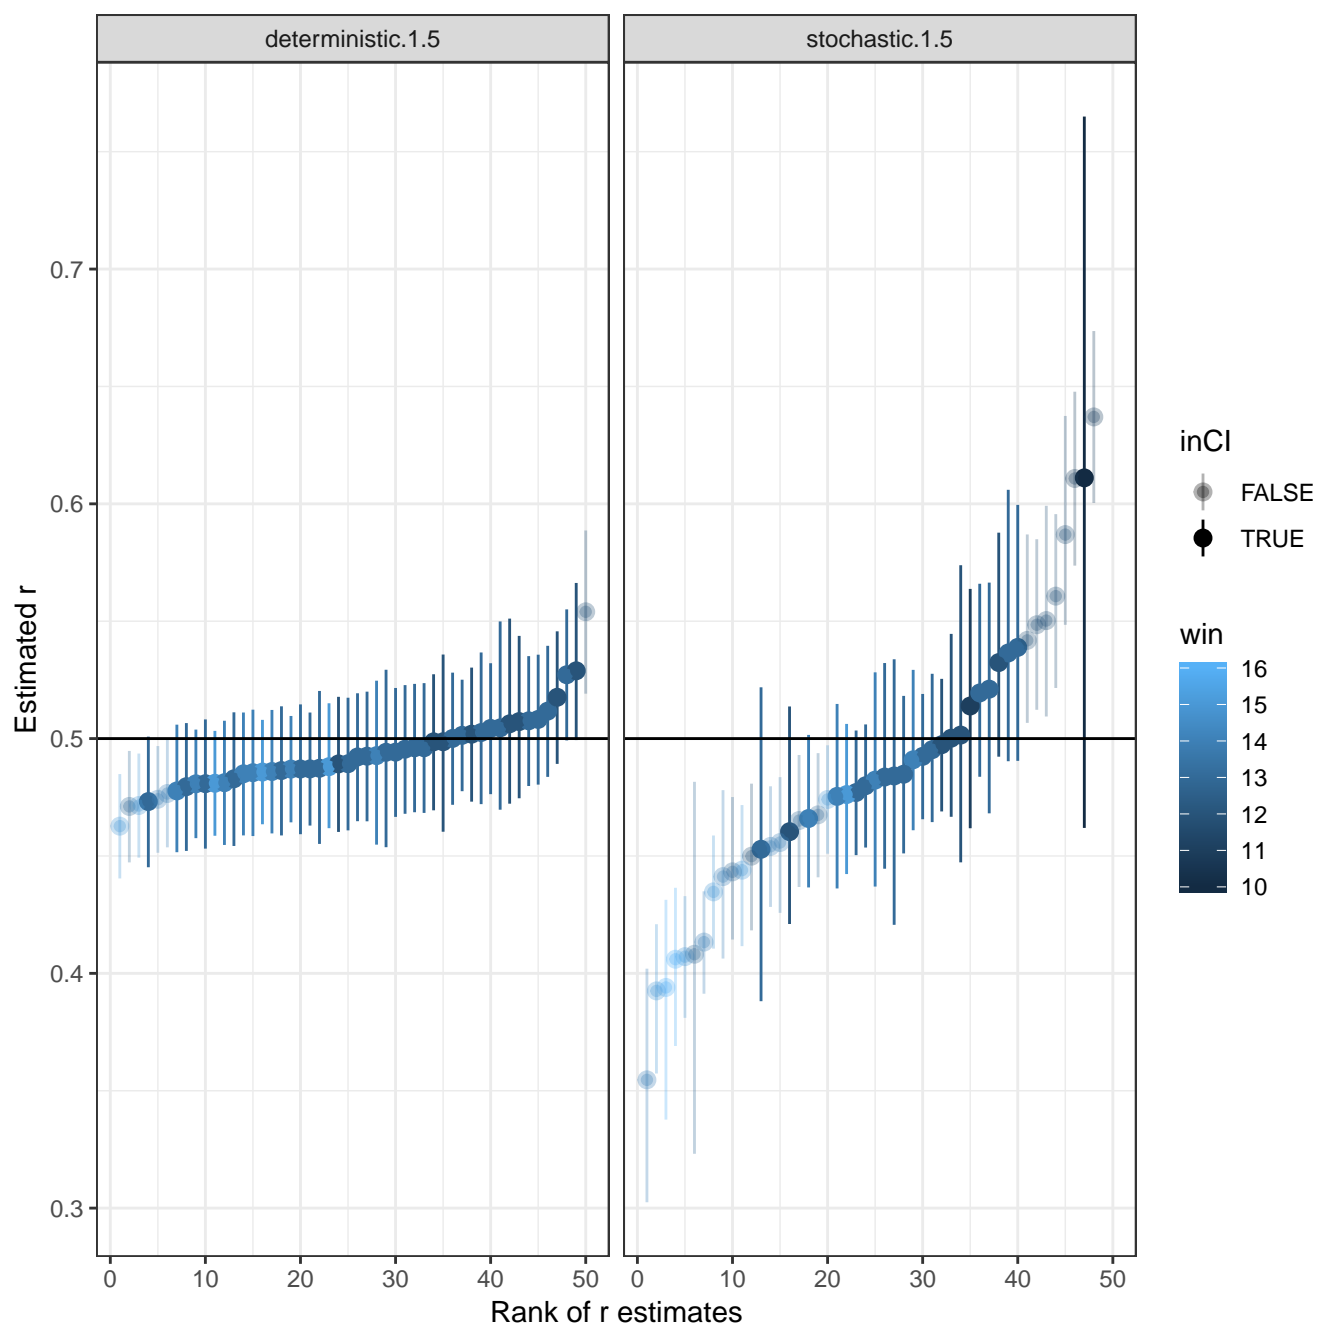 deterministic.1.5
stochastic.1.5
0.7
0.6
0.5
0.4
0.3
Estimated r
0 10 20 30 40 50
0 10 20 30 40 50
Rank of r estimates
inCI
FALSE
TRUE
win
16
15
14
13
12
11
10